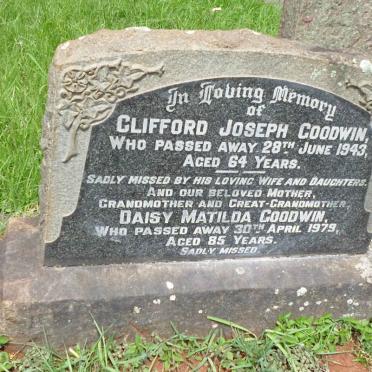 In Loving Memory
of
CLIFFORD JOSEPH GOODWIN,
WHO PASSED AWAY 28TH JUNE 1943,
AGED 64 YEARS.
SADLY MISSED BY HIS LOVING WIFE AND DAUGHTERS.
AND OUR BELOVED MOTHER,
GRANDMOTHER AND GREAT-GRANDMOTHER,
DAISY MATILDA GOODWIN,
WHO PASSED AWAY 30TH APRIL 1979,
AGED 85 YEARS.
SADLY MISSED.